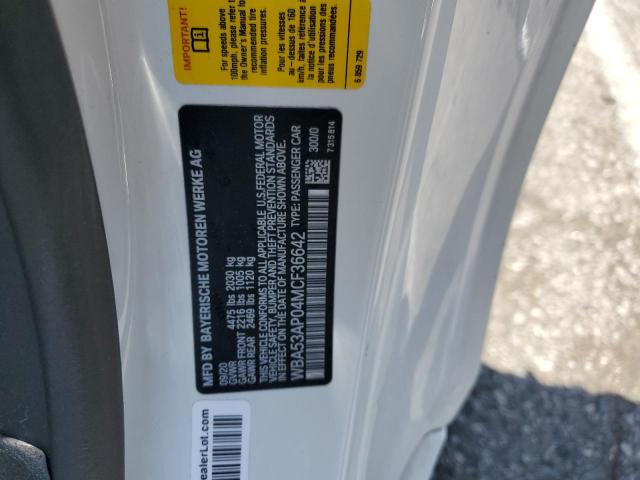 IMPORTANT!
For speeds above
100mph, please refer to
the Owner's Manual for
recommended tire
inflation pressures.
Pour les vitesses
au - dessus de 160
km/h, faites référence à
la notice d'utilisation
pour les pressions des
pneus recommandées.
6 859 729
MFD BY BAYERISCHE MOTOREN WERKE AG
09/20
GVWR 4475 lbs 2030 kg
GAWR FRONT 2216 lbs 1005 kg
GAWR REAR 2469 lbs 1120 kg
THIS VEHICLE CONFORMS TO ALL APPLICABLE U.S. FEDERAL MOTOR
VEHICLE SAFETY, BUMPER AND THEFT PREVENTION STANDARDS
IN EFFECT ON THE DATE OF MANUFACTURE SHOWN ABOVE.
WBA53AP04MCF36642 TYPE: PASSENGER CAR
300/0
7315814
ealerLot.com